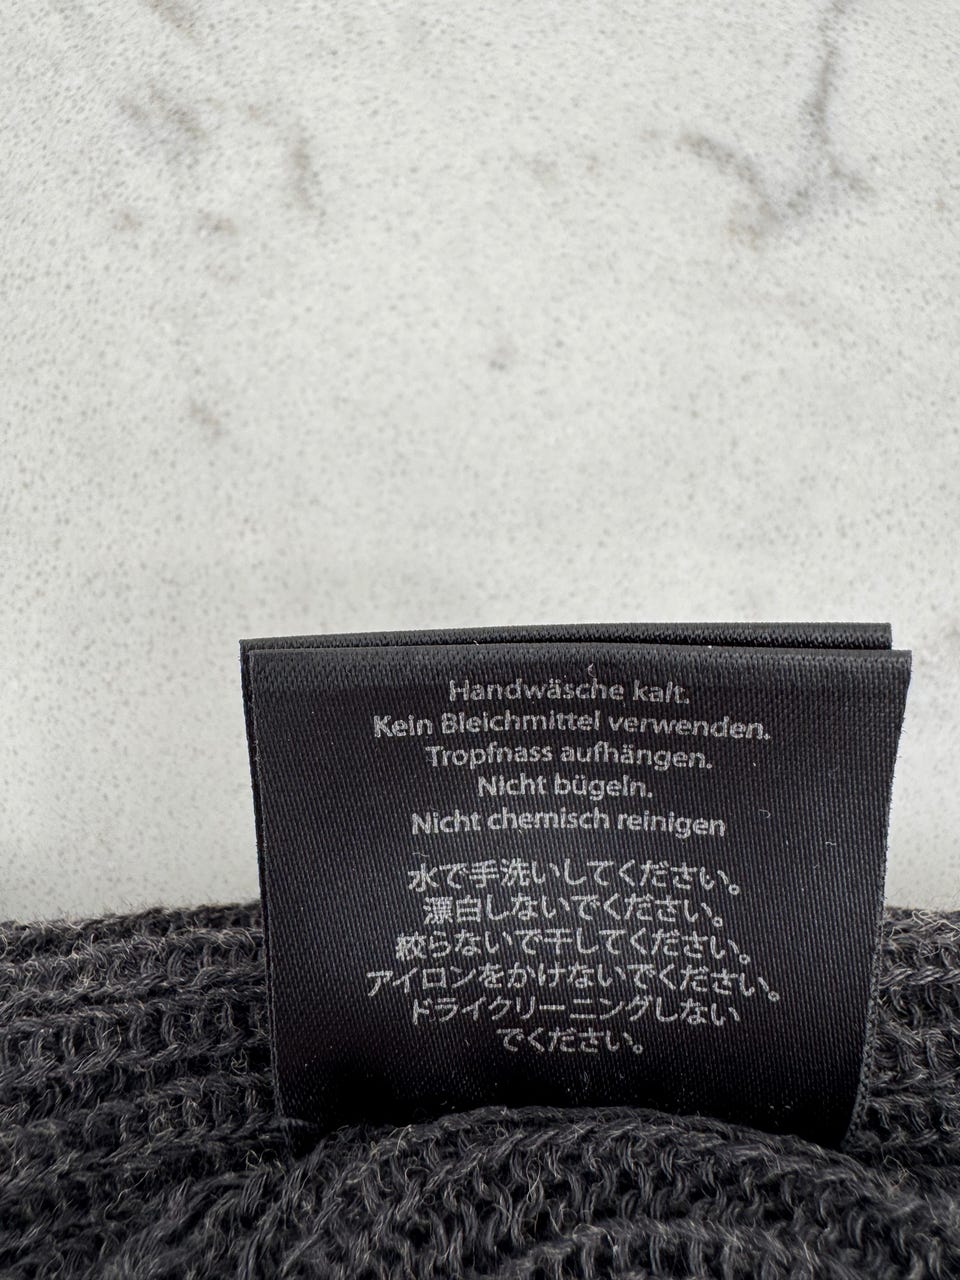 Handwäsche kalt.
Kein Bleichmittel verwenden.
Tropfnass aufhängen.
Nicht bügeln.
Nicht chemisch reinigen
水で手洗いしてください。
漂白しないでください。
絞らないで干してください。
アイロンをかけないでください。
ドライクリーニングしない
でください。